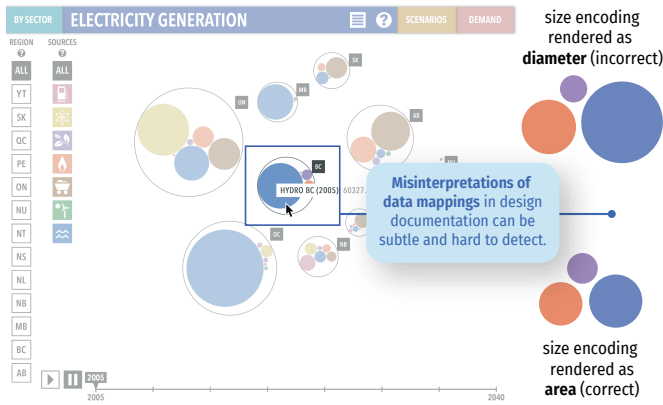 BY SECTOR
ELECTRICITY GENERATION
?
SCENARIOS
DEMAND
REGION
SOURCES
?
?
ALL
ALL
YT
SK
QC
PE
ON
NU
NT
NS
NL
NB
MB
BC
AB
SK
MB
ON
AB
BC
HYDRO BC (2005): 60327.
QC
NB
Misinterpretations of
data mappings in design
documentation can be
subtle and hard to detect.
2005
2005
2040
size encoding
rendered as
diameter (incorrect)
size encoding
rendered as
area (correct)